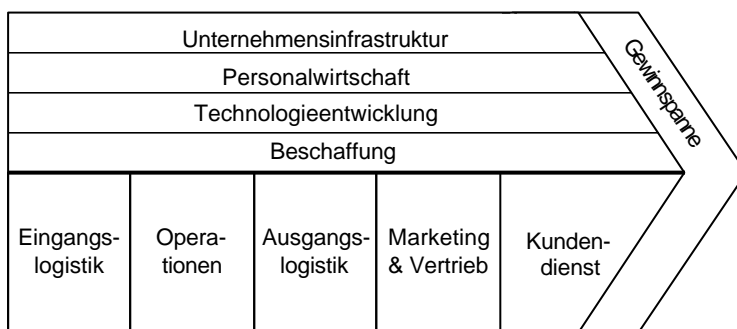 Unternehmensinfrastruktur
Personalwirtschaft
Technologieentwicklung
Beschaffung
Gewinnspanne
Eingangs-
logistik
Opera-
tionen
Ausgangs-
logistik
Marketing
& Vertrieb
Kunden-
dienst